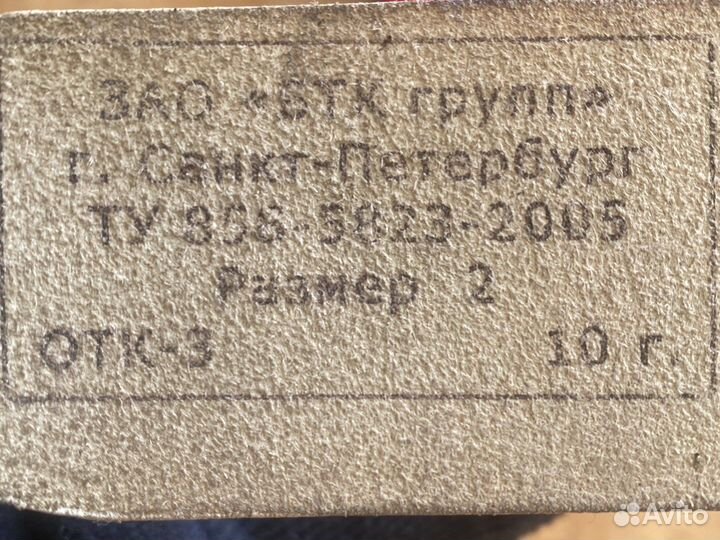 ЗАО «БТК групп»
г. Санкт-Петербург
ТУ 858-5823-2005
Размер 2
ОТК-3 10 г.
Avito